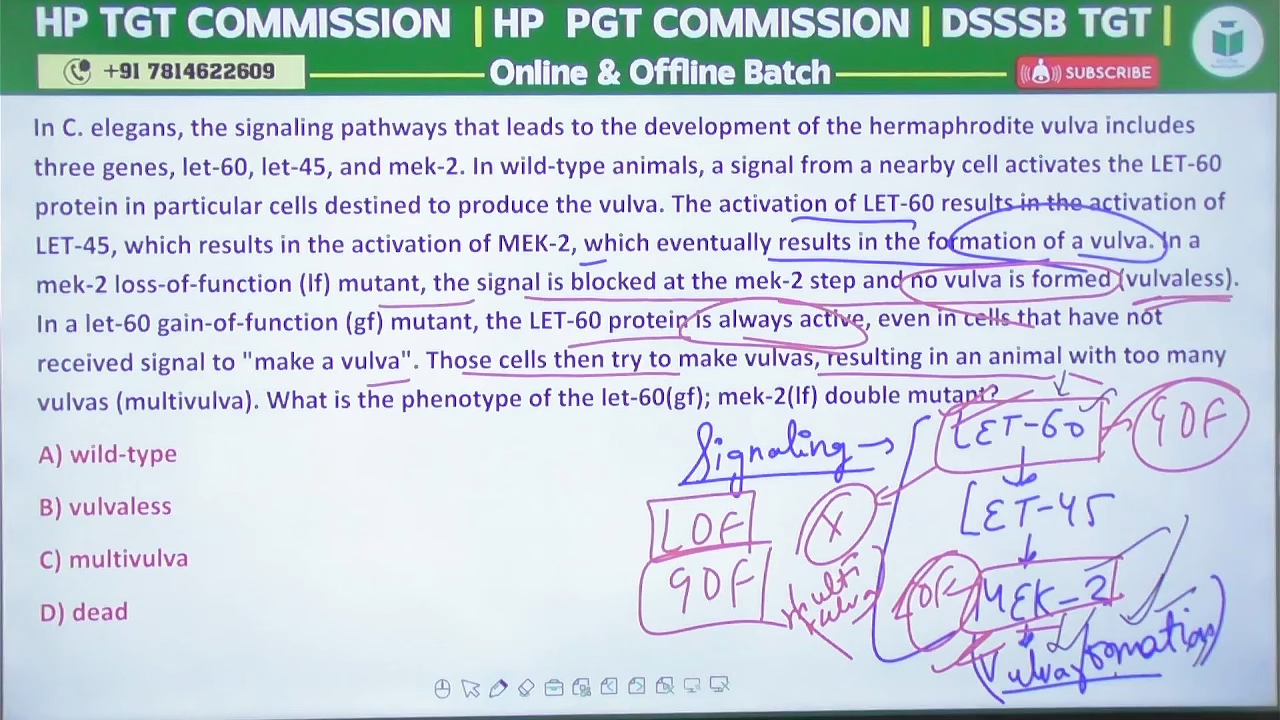 HP TGT COMMISSION | HP PGT COMMISSION | DSSSB TGT |
+91 7814622609 Online & Offline Batch SUBSCRIBE
In C. elegans, the signaling pathways that leads to the development of the hermaphrodite vulva includes
three genes, let-60, let-45, and mek-2. In wild-type animals, a signal from a nearby cell activates the LET-60
protein in particular cells destined to produce the vulva. The activation of LET-60 results in the activation of
LET-45, which results in the activation of MEK-2, which eventually results in the formation of a vulva. In a
mek-2 loss-of-function (lf) mutant, the signal is blocked at the mek-2 step and no vulva is formed (vulvaless).
In a let-60 gain-of-function (gf) mutant, the LET-60 protein is always active, even in cells that have not
received signal to "make a vulva". Those cells then try to make vulvas, resulting in an animal with too many
vulvas (multivulva). What is the phenotype of the let-60(gf); mek-2(lf) double mutant?
A) wild-type
B) vulvaless
C) multivulva
D) dead
Signaling → LET-60 GOF
LET-45
LOF X
GOF Multi vulva LOF MEK-2
(Vulva formation)